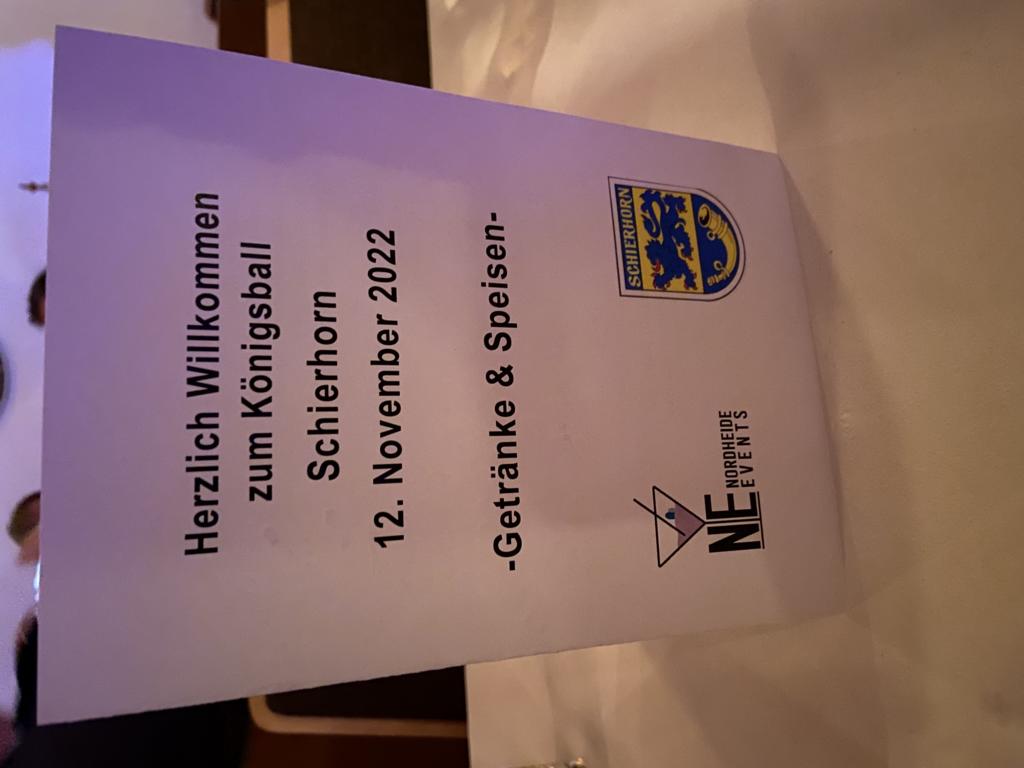 Herzlich Willkommen
zum Königsball
Schierhorn
12. November 2022
-Getränke & Speisen-
NE NORDHEIDE
EVENTS
SCHIERHORN